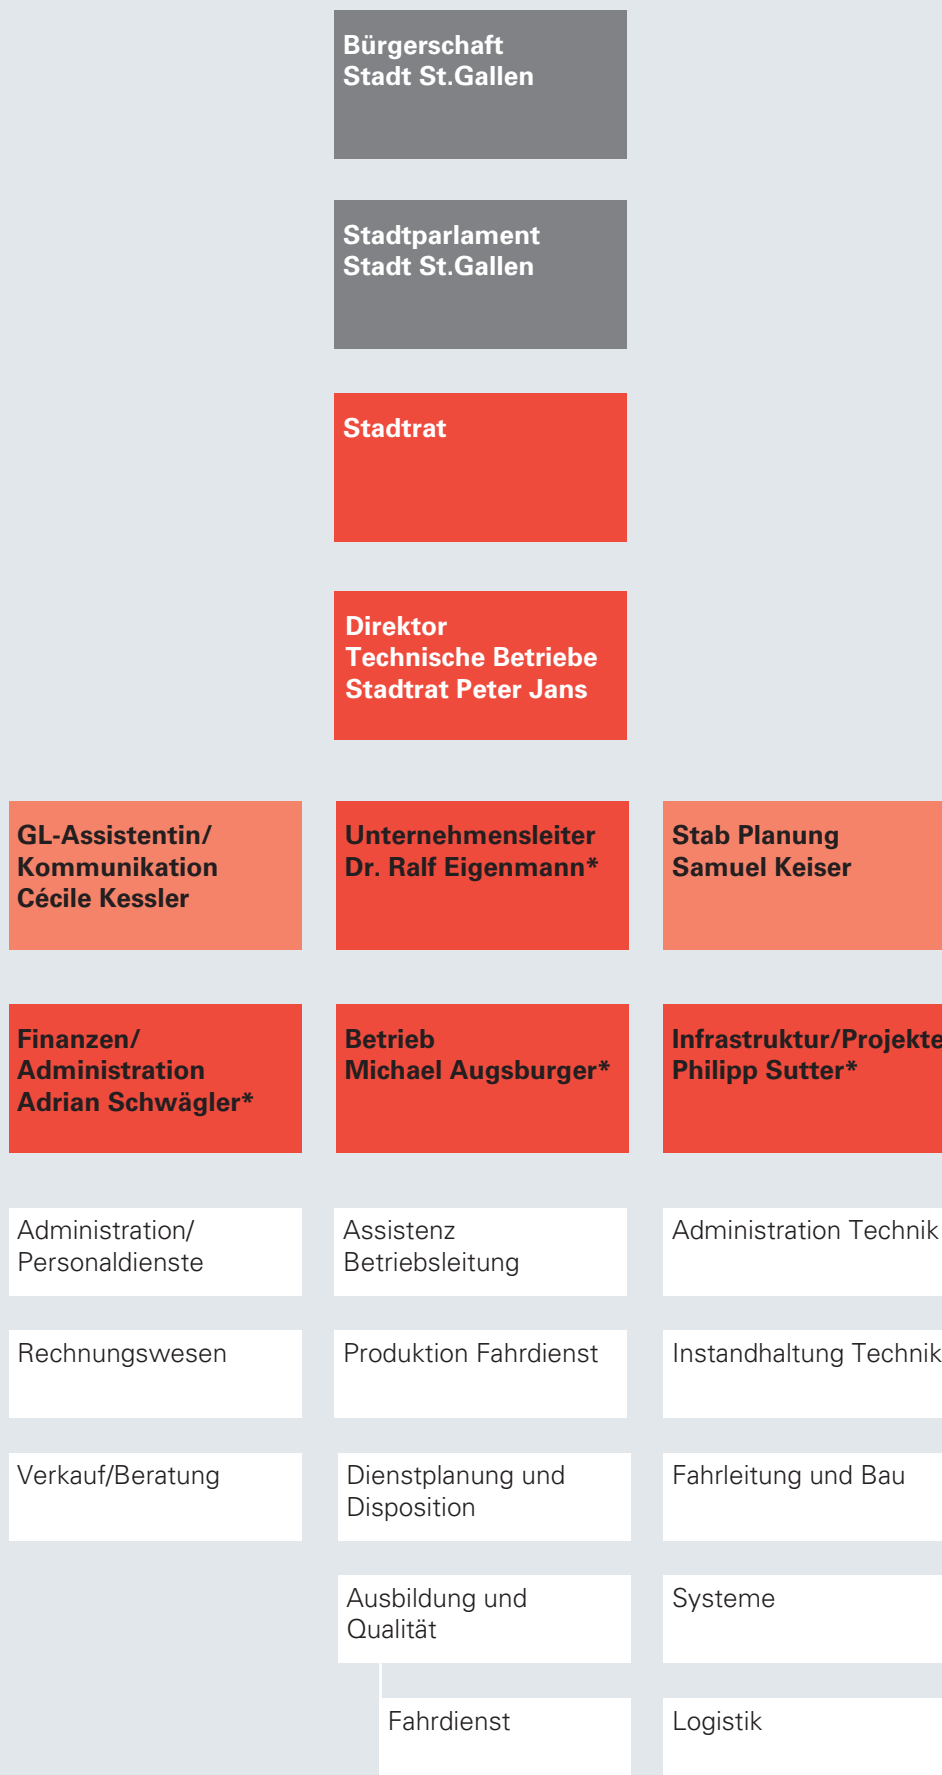 Bürgerschaft
Stadt St.Gallen
Stadtparlament
Stadt St.Gallen
Stadtrat
Direktor
Technische Betriebe
Stadtrat Peter Jans
GL-Assistentin/
Kommunikation
Cécile Kessler
Unternehmensleiter
Dr. Ralf Eigenmann*
Stab Planung
Samuel Keiser
Finanzen/
Administration
Adrian Schwägler*
Betrieb
Michael Augsburger*
Infrastruktur/Projekte
Philipp Sutter*
Administration/
Personaldienste
Assistenz
Betriebsleitung
Administration Technik
Rechnungswesen
Produktion Fahrdienst
Instandhaltung Technik
Verkauf/Beratung
Dienstplanung und
Disposition
Fahrleitung und Bau
Ausbildung und
Qualität
Systeme
Fahrdienst
Logistik